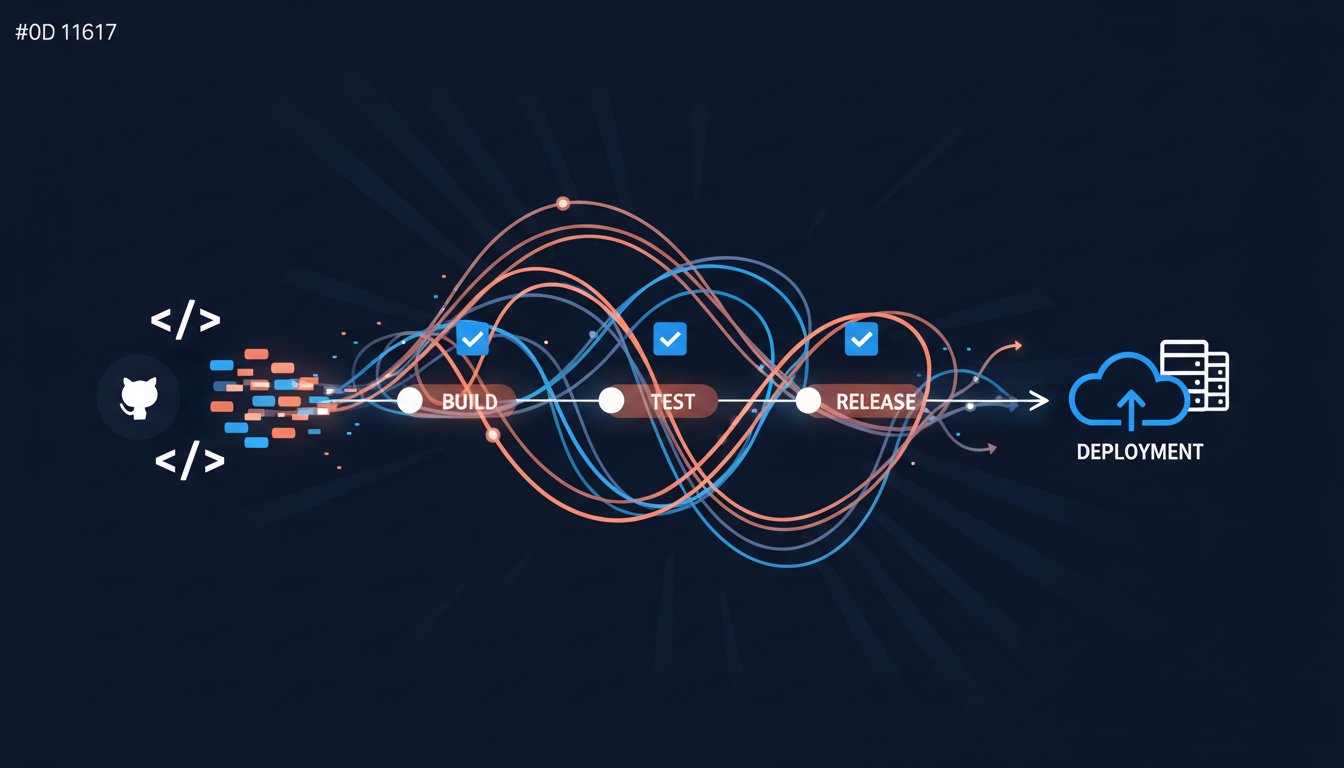 #0D 11617
</>
</>
BUILD
TEST
RELEASE
DEPLOYMENT